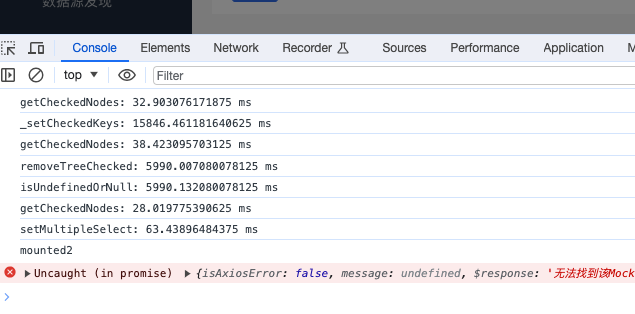 数据源发现
Console Elements Network Recorder Sources Performance Application
top Filter
getCheckedNodes: 32.903076171875 ms
_setCheckedKeys: 15846.461181640625 ms
getCheckedNodes: 38.423095703125 ms
removeTreeChecked: 5990.007080078125 ms
isUndefinedOrNull: 5990.132080078125 ms
getCheckedNodes: 28.019775390625 ms
setMultipleSelect: 63.43896484375 ms
mounted2
Uncaught (in promise) {isAxiosError: false, message: undefined, $response: '无法找到该Mock